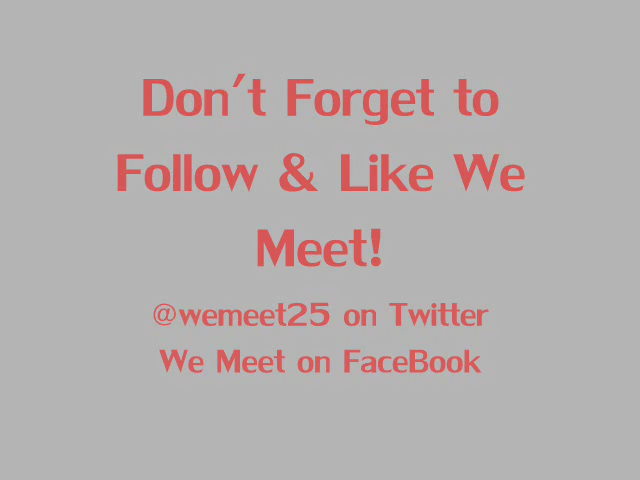 Don't Forget to
Follow & Like We
Meet!
@wemeet25 on Twitter
We Meet on FaceBook